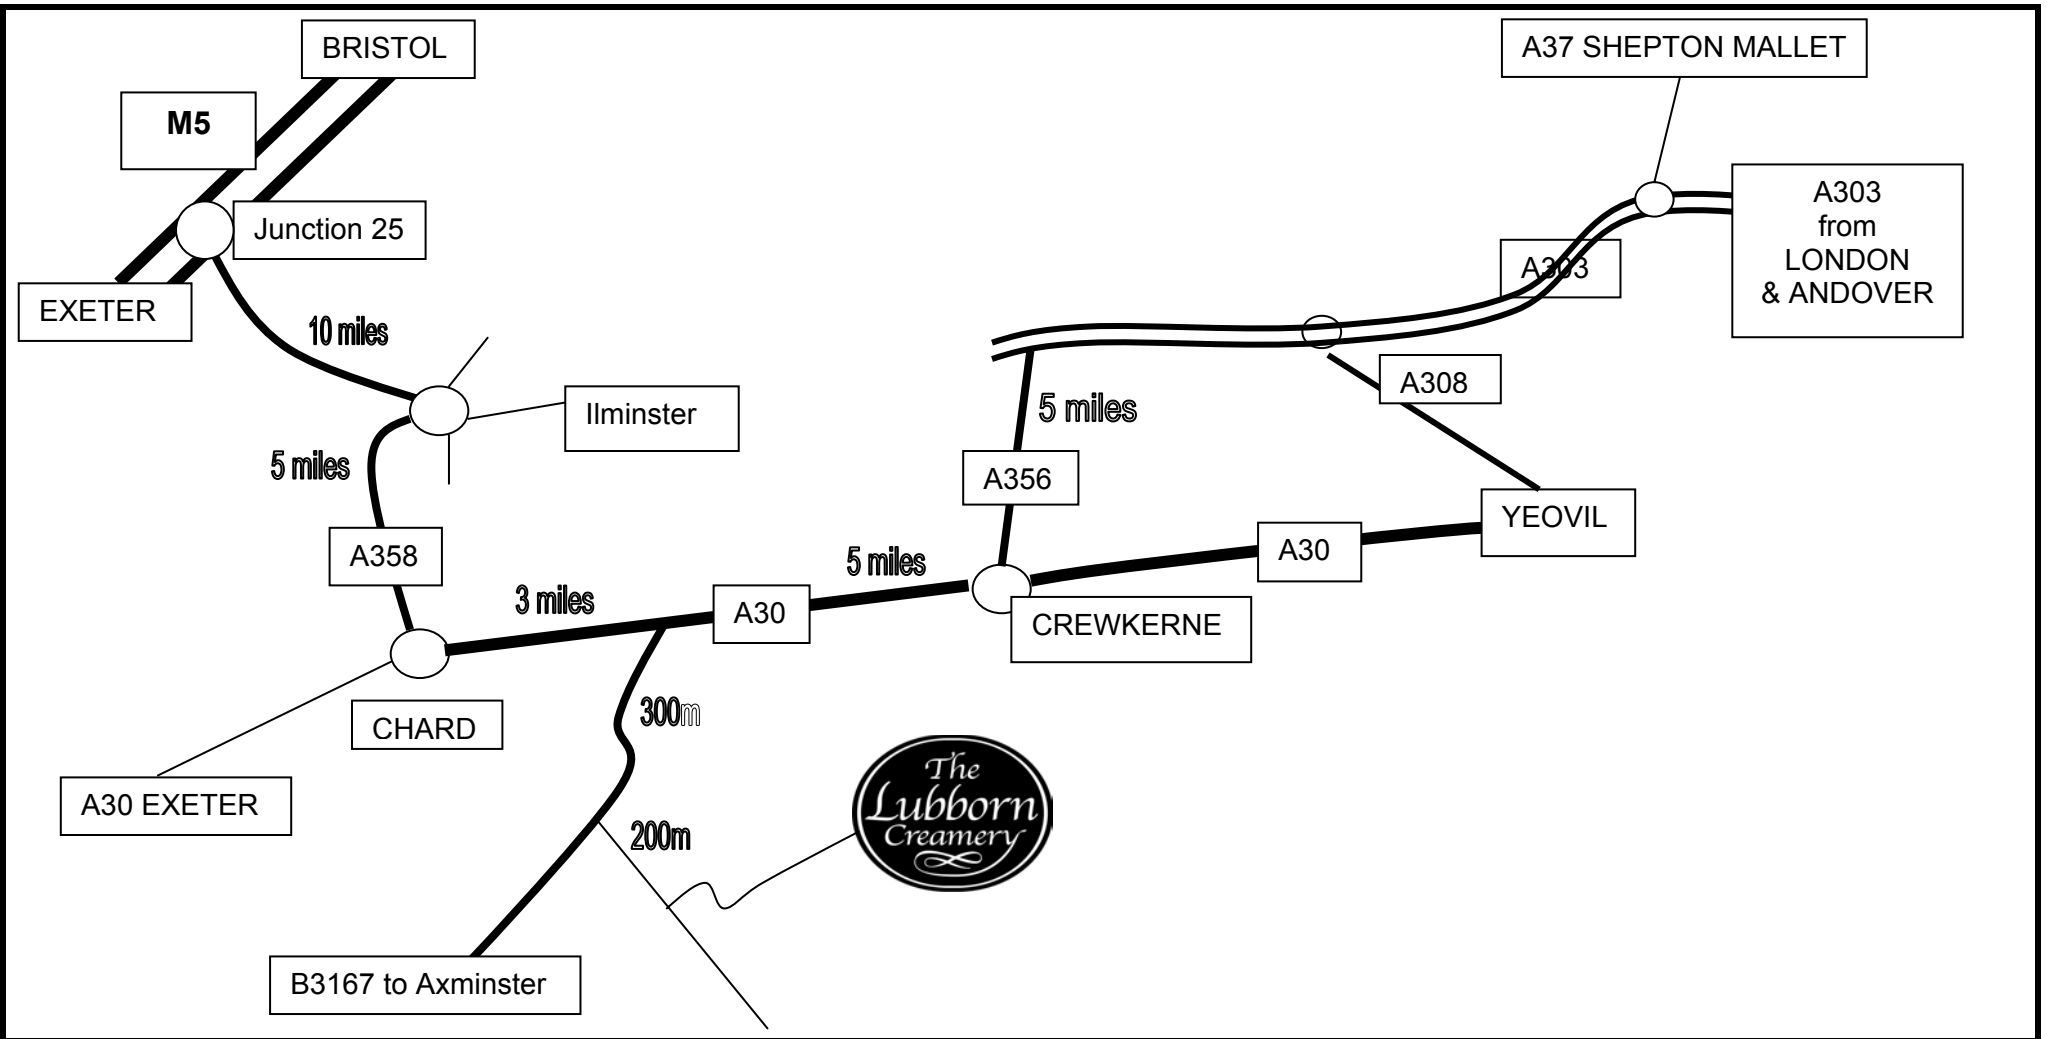 BRISTOL
A37 SHEPTON MALLET
M5
A303
from
LONDON
& ANDOVER
Junction 25
A303
EXETER
10 miles
A308
Ilminster
5 miles
5 miles
A356
YEOVIL
A358
5 miles
A30
3 miles
A30
CREWKERNE
300m
CHARD
The
Lubborn
Creamery
A30 EXETER
200m
B3167 to Axminster